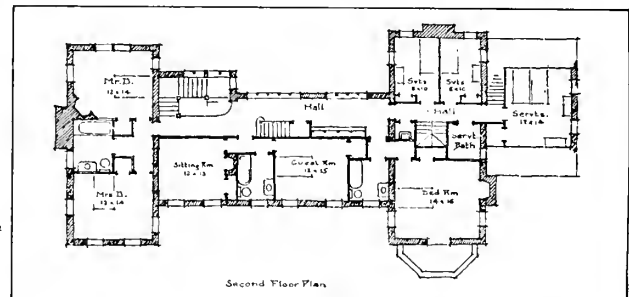 Mr. B.
12 x 14
Hall
Svts
8 x 10
Svts
8 x 10
Hall
Servts.
17 x 14
Servt
Bath
Sitting Rm
12 x 13
Guest Rm
13 x 15
Mrs B.
13 x 14
Bed Rm
14 x 16
Second Floor Plan